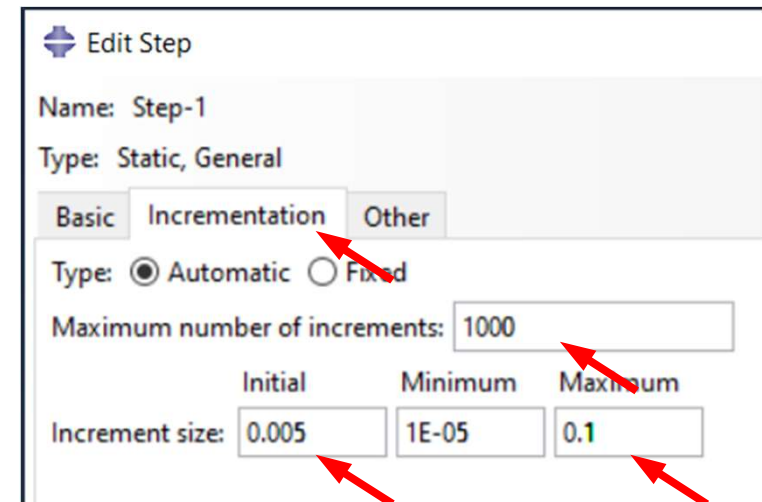 Edit Step
Name: Step-1
Type: Static, General
Basic Incrementation Other
Type: Automatic Fixed
Maximum number of increments: 1000
Initial Minimum Maximum
Increment size: 0.005 1E-05 0.1